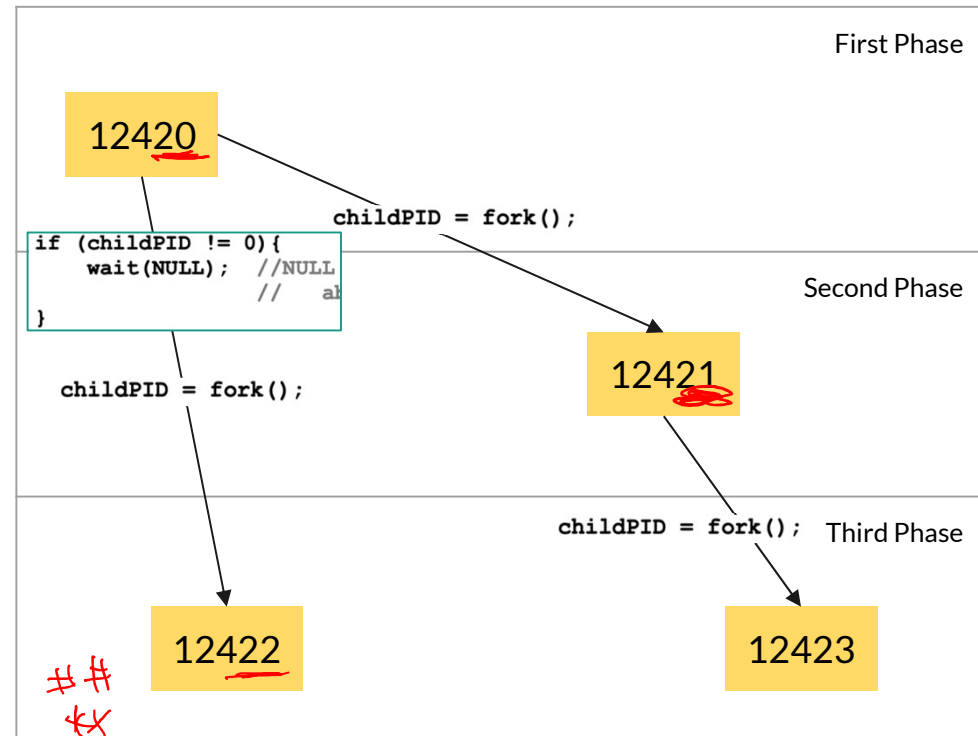 First Phase
12420
childPID = fork();
if (childPID != 0){
wait(NULL);  //NULL
//
}
Second Phase
12421
childPID = fork();
childPID = fork();
Third Phase
12422
12423
##